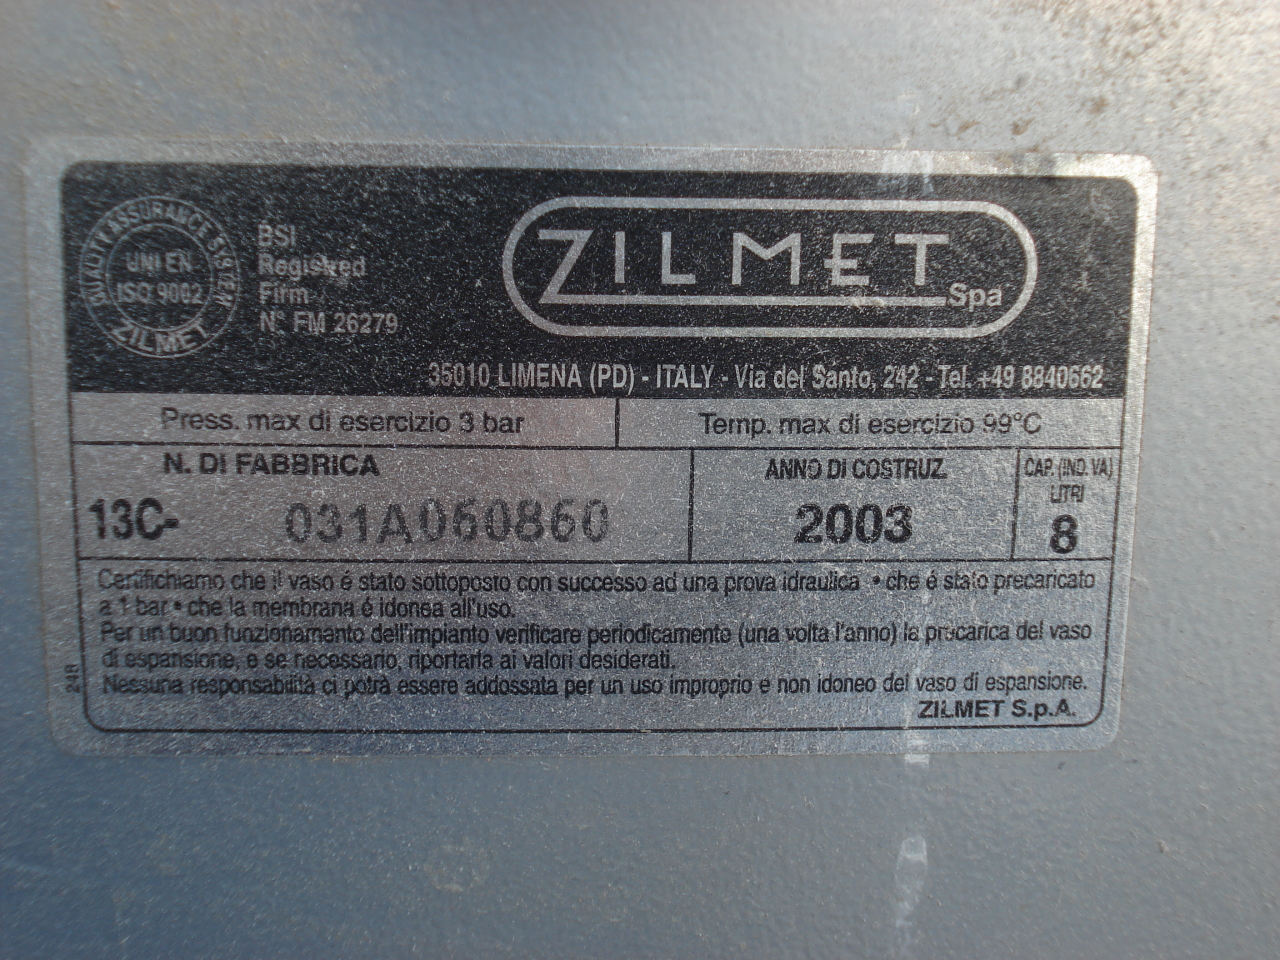 QUALITY ASSURANCE SYSTEM
UNI EN
ISO 9002
ZILMET
BSI
Registred
Firm
N° FM 26279
ZILMET
Spa
35010 LIMENA (PD) - ITALY - Via del Santo, 242 - Tel. +49 8840662
Press. max di esercizio 3 bar
Temp. max di esercizio 99°C
N. DI FABBRICA
13C- 031A060860
ANNO DI COSTRUZ.
2003
CAP. (IND. VA)
LITRI
8
Certifichiamo che il vaso é stato sottoposto con successo ad una prova idraulica • che é stato precaricato
a 1 bar • che la membrana é idonea all'uso.
Per un buon funzionamento dell'impianto verificare periodicamente (una volta l'anno) la precarica del vaso
di espansione, e se necessario, riportarla ai valori desiderati.
Nessuna responsabilità ci potrà essere addossata per un uso improprio e non idoneo del vaso di espansione.
ZILMET S.p.A.
24B